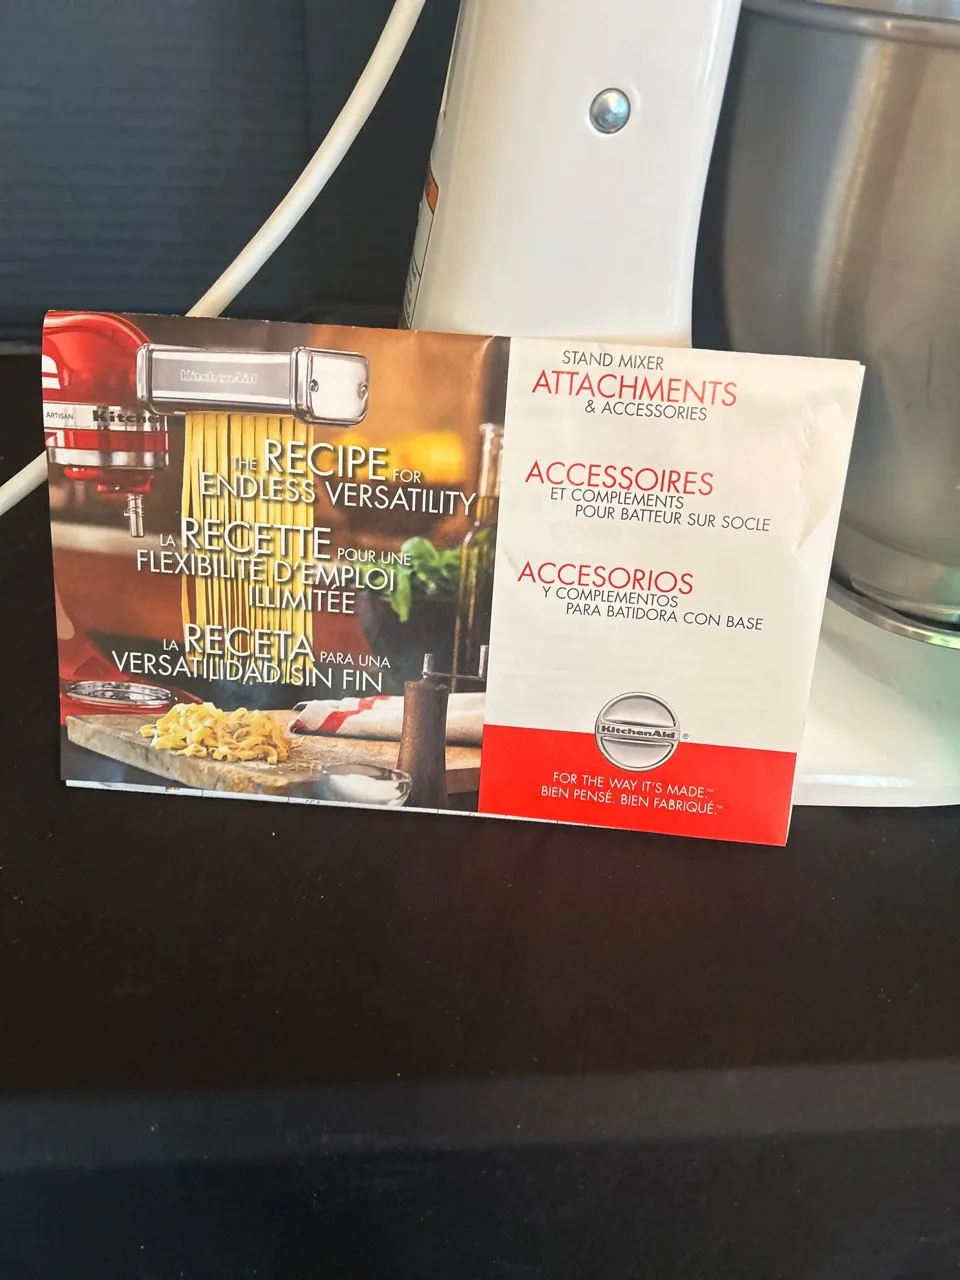 KitchenAid
ARTISAN
THE RECIPE FOR
ENDLESS VERSATILITY
LA RECETTE POUR UNE
FLEXIBILITÉ D'EMPLOI
ILLIMITÉE
LA RECETA PARA UNA
VERSATILIDAD SIN FIN
STAND MIXER
ATTACHMENTS
& ACCESSORIES
ACCESSOIRES
ET COMPLÉMENTS
POUR BATTEUR SUR SOCLE
ACCESORIOS
Y COMPLEMENTOS
PARA BATIDORA CON BASE
KitchenAid®
FOR THE WAY IT'S MADE.™
BIEN PENSÉ. BIEN FABRIQUÉ.™